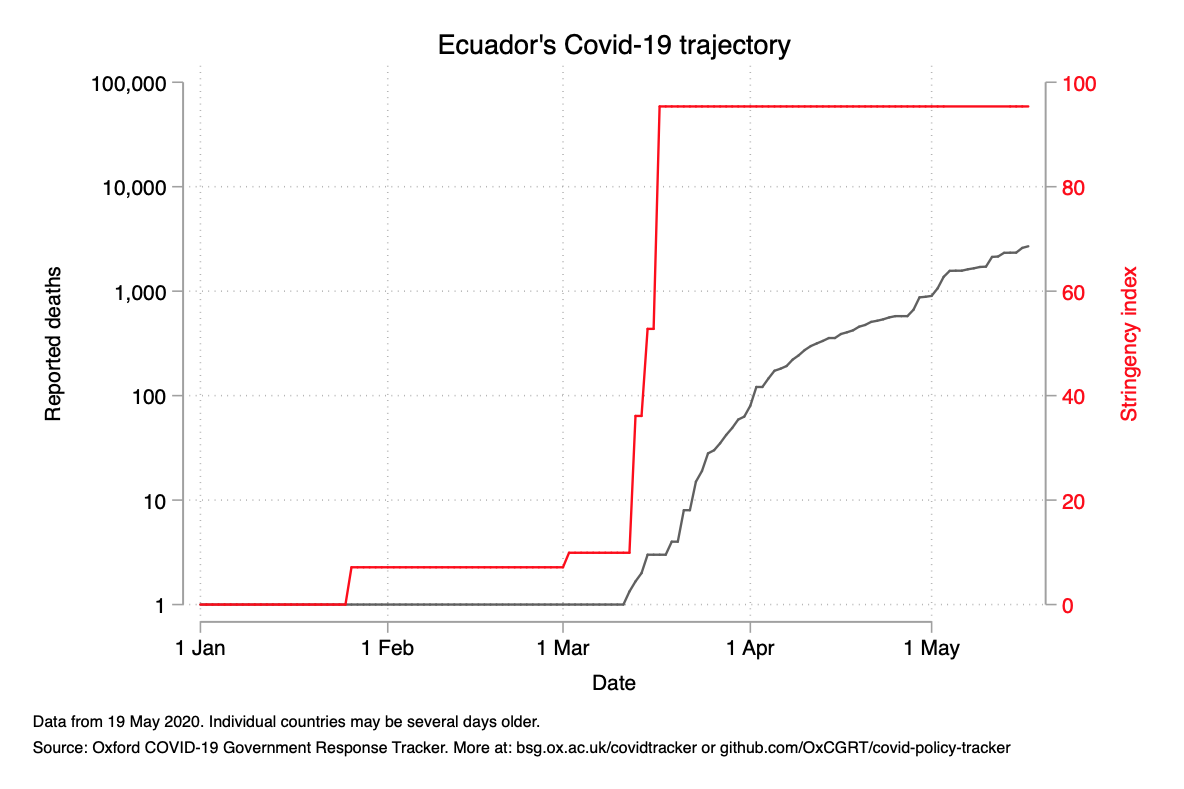 Ecuador's Covid-19 trajectory
100,000
10,000
1,000
100
10
1
Reported deaths
100
80
60
40
20
0
Stringency index
1 Jan
1 Feb
1 Mar
1 Apr
1 May
Date
Data from 19 May 2020. Individual countries may be several days older.
Source: Oxford COVID-19 Government Response Tracker. More at: bsg.ox.ac.uk/covidtracker or github.com/OxCGRT/covid-policy-tracker